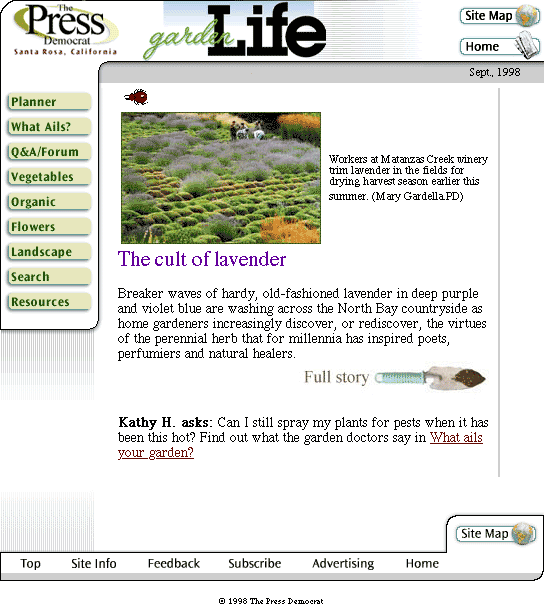 The
Press
Democrat
Santa Rosa, California
garden Life
Site Map
Home
Sept., 1998
Planner
What Ails?
Q&A/Forum
Vegetables
Organic
Flowers
Landscape
Search
Resources
Workers at Matanzas Creek winery
trim lavender in the fields for
drying harvest season earlier this
summer. (Mary Gardella.PD)
The cult of lavender
Breaker waves of hardy, old-fashioned lavender in deep purple
and violet blue are washing across the North Bay countryside as
home gardeners increasingly discover, or rediscover, the virtues
of the perennial herb that for millennia has inspired poets,
perfumiers and natural healers.
Full story
Kathy H. asks: Can I still spray my plants for pests when it has
been this hot? Find out what the garden doctors say in What ails
your garden?
Site Map
Top Site Info Feedback Subscribe Advertising Home
© 1998 The Press Democrat